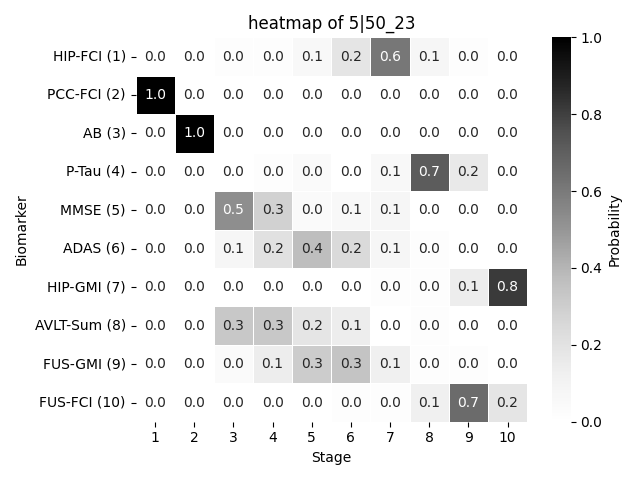 heatmap of 5|50_23
HIP-FCI (1) 0.0 0.0 0.0 0.0 0.1 0.2 0.6 0.1 0.0 0.0
PCC-FCI (2) 1.0 0.0 0.0 0.0 0.0 0.0 0.0 0.0 0.0 0.0
AB (3) 0.0 1.0 0.0 0.0 0.0 0.0 0.0 0.0 0.0 0.0
P-Tau (4) 0.0 0.0 0.0 0.0 0.0 0.0 0.1 0.7 0.2 0.0
MMSE (5) 0.0 0.0 0.5 0.3 0.0 0.1 0.1 0.0 0.0 0.0
ADAS (6) 0.0 0.0 0.1 0.2 0.4 0.2 0.1 0.0 0.0 0.0
HIP-GMI (7) 0.0 0.0 0.0 0.0 0.0 0.0 0.0 0.0 0.1 0.8
AVLT-Sum (8) 0.0 0.0 0.3 0.3 0.2 0.1 0.0 0.0 0.0 0.0
FUS-GMI (9) 0.0 0.0 0.0 0.1 0.3 0.3 0.1 0.0 0.0 0.0
FUS-FCI (10) 0.0 0.0 0.0 0.0 0.0 0.0 0.0 0.1 0.7 0.2
1 2 3 4 5 6 7 8 9 10
Stage
Biomarker
1.0
0.8
0.6
0.4
0.2
0.0
Probability